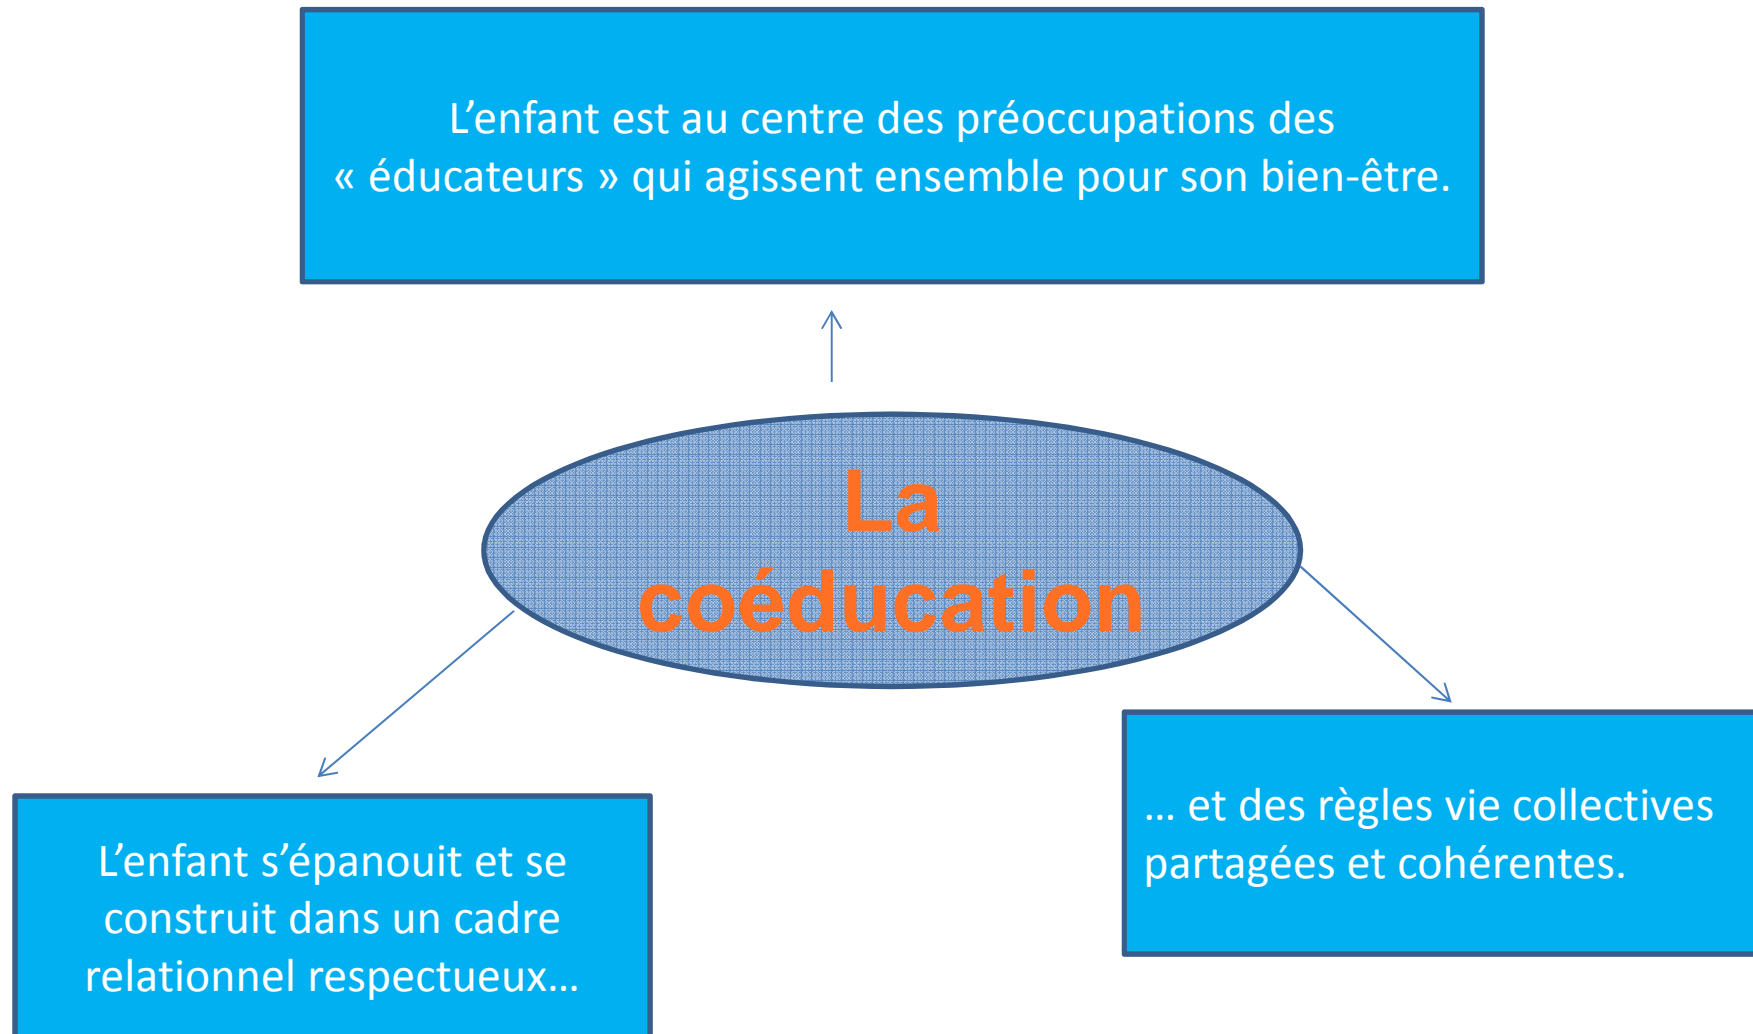 L’enfant est au centre des préoccupations des
« éducateurs » qui agissent ensemble pour son bien-être.
La
coéducation
L’enfant s’épanouit et se
construit dans un cadre
relationnel respectueux…
… et des règles vie collectives
partagées et cohérentes.